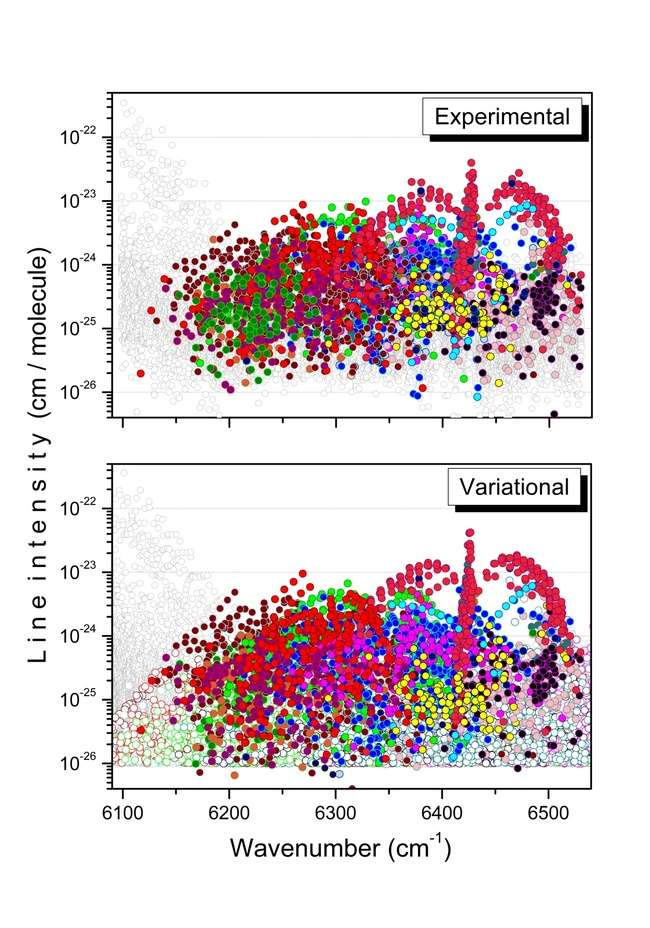 Experimental
10⁻²²
10⁻²³
10⁻²⁴
10⁻²⁵
10⁻²⁶
Line intensity (cm / molecule)
Variational
10⁻²²
10⁻²³
10⁻²⁴
10⁻²⁵
10⁻²⁶
6100 6200 6300 6400 6500
Wavenumber (cm⁻¹)